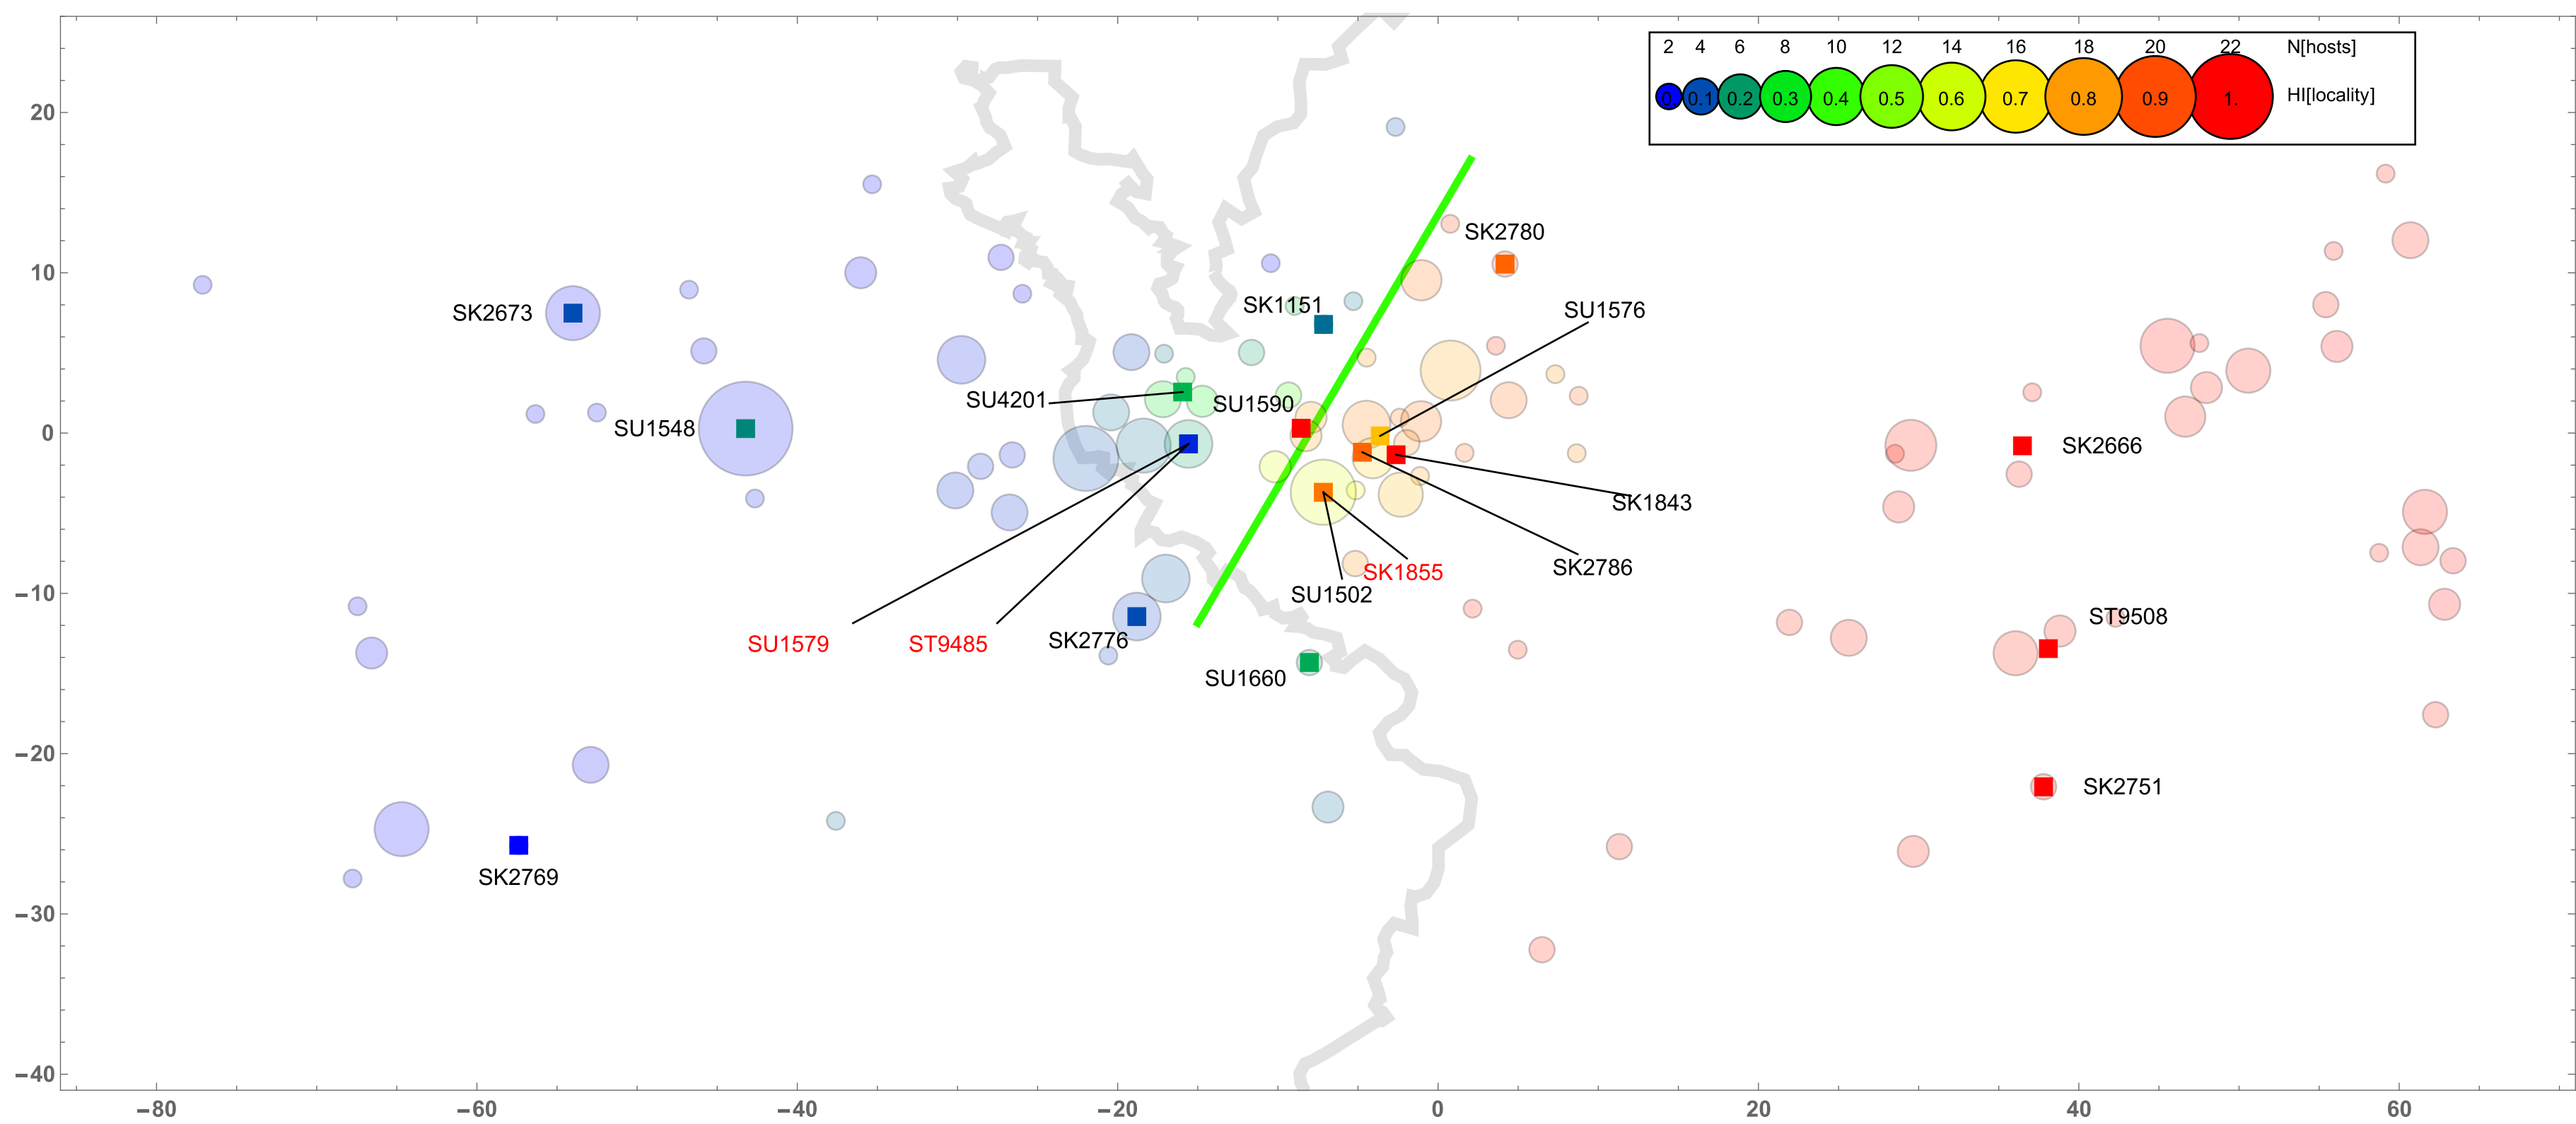 2 4 6 8 10 12 14 16 18 20 22 N[hosts]
0. 0.1 0.2 0.3 0.4 0.5 0.6 0.7 0.8 0.9 1. HI[locality]
20
SK2780
10
SK1151
SU1576
SK2673
SU4201
SU1590
0
SU1548
SK2666
SK1843
SK2786
SK1855
−10
SU1502
ST9508
SU1579
ST9485
SK2776
SU1660
−20
SK2751
SK2769
−30
−40
−80 −60 −40 −20 0 20 40 60